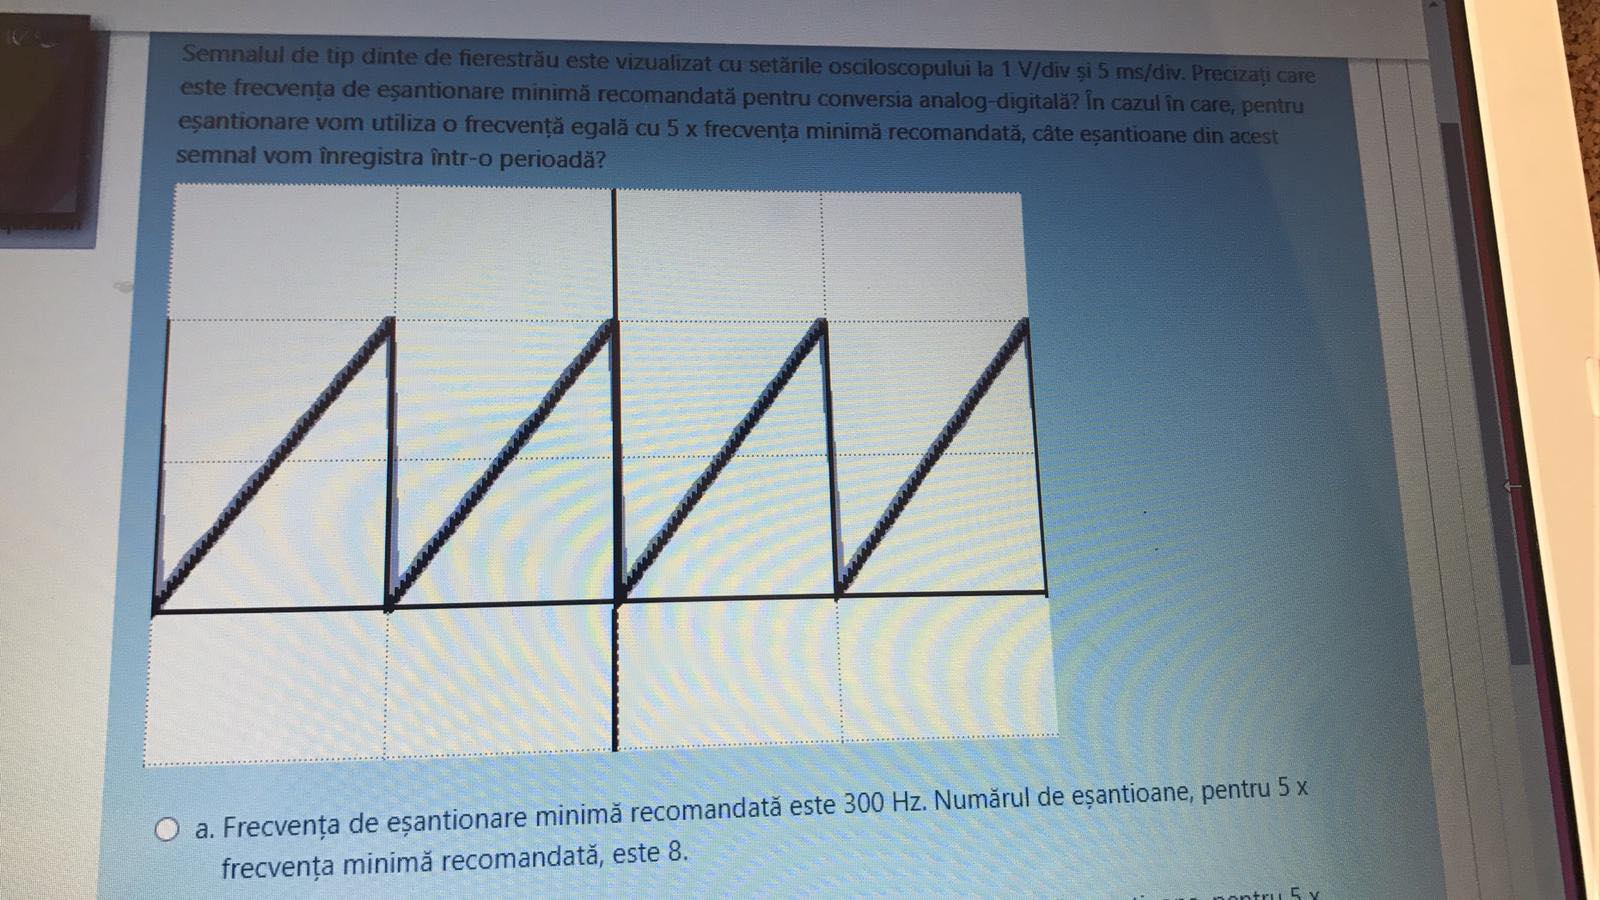 Semnalul de tip dinte de fierestrău este vizualizat cu setările osciloscopului la 1 V/div și 5 ms/div. Precizați care
este frecvența de eșantionare minimă recomandată pentru conversia analog-digitală? În cazul în care, pentru
eșantionare vom utiliza o frecvență egală cu 5 x frecvența minimă recomandată, câte eșantioane din acest
semnal vom înregistra într-o perioadă?
a. Frecvența de eșantionare minimă recomandată este 300 Hz. Numărul de eșantioane, pentru 5 x
frecvența minimă recomandată, este 8.
pentru 5 x